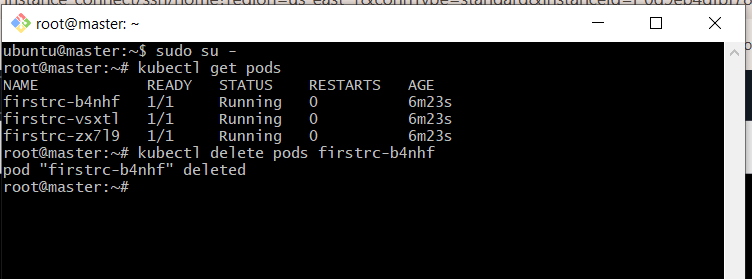 root@master: ~
ubuntu@master:~$ sudo su -
root@master:~# kubectl get pods
NAME            READY   STATUS    RESTARTS   AGE
firstrc-b4nhf   1/1     Running   0          6m23s
firstrc-vsxtl   1/1     Running   0          6m23s
firstrc-zx7l9   1/1     Running   0          6m23s
root@master:~# kubectl delete pods firstrc-b4nhf
pod "firstrc-b4nhf" deleted
root@master:~#